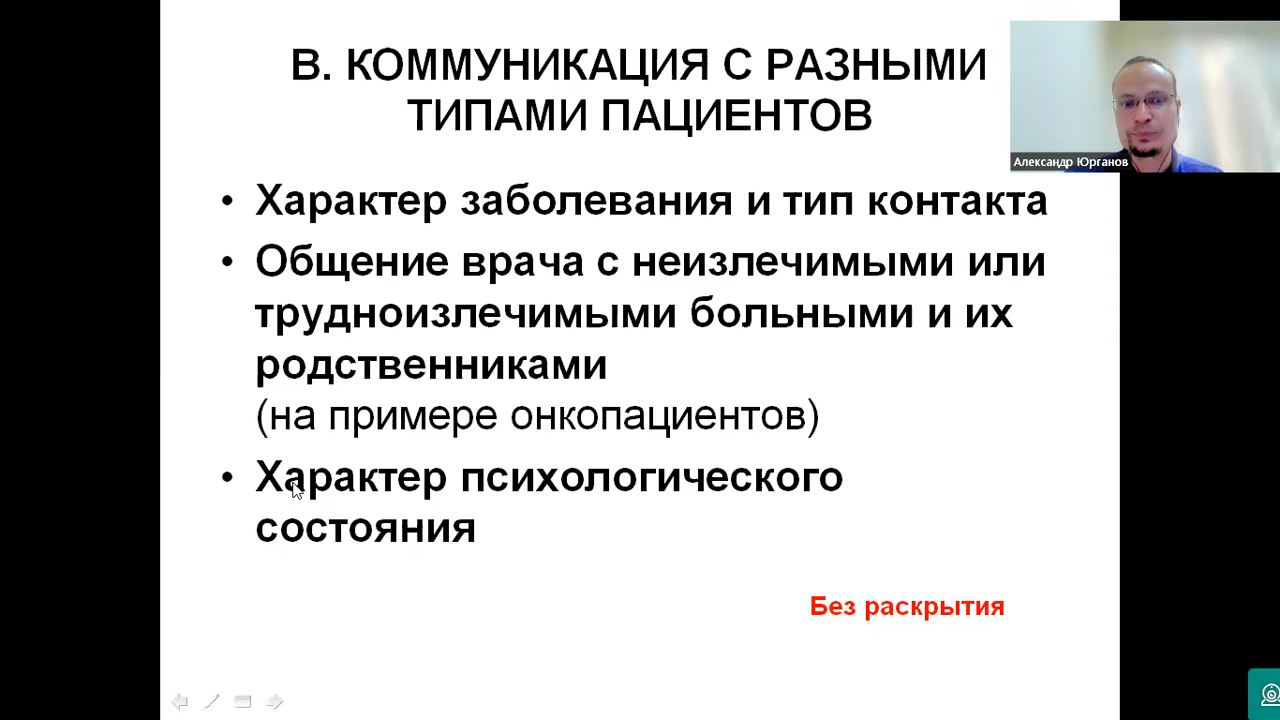 В. КОММУНИКАЦИЯ С РАЗНЫМИ
ТИПАМИ ПАЦИЕНТОВ
Александр Юрганов
• Характер заболевания и тип контакта
• Общение врача с неизлечимыми или
трудноизлечимыми больными и их
родственниками
(на примере онкопациентов)
• Характер психологического
состояния
Без раскрытия